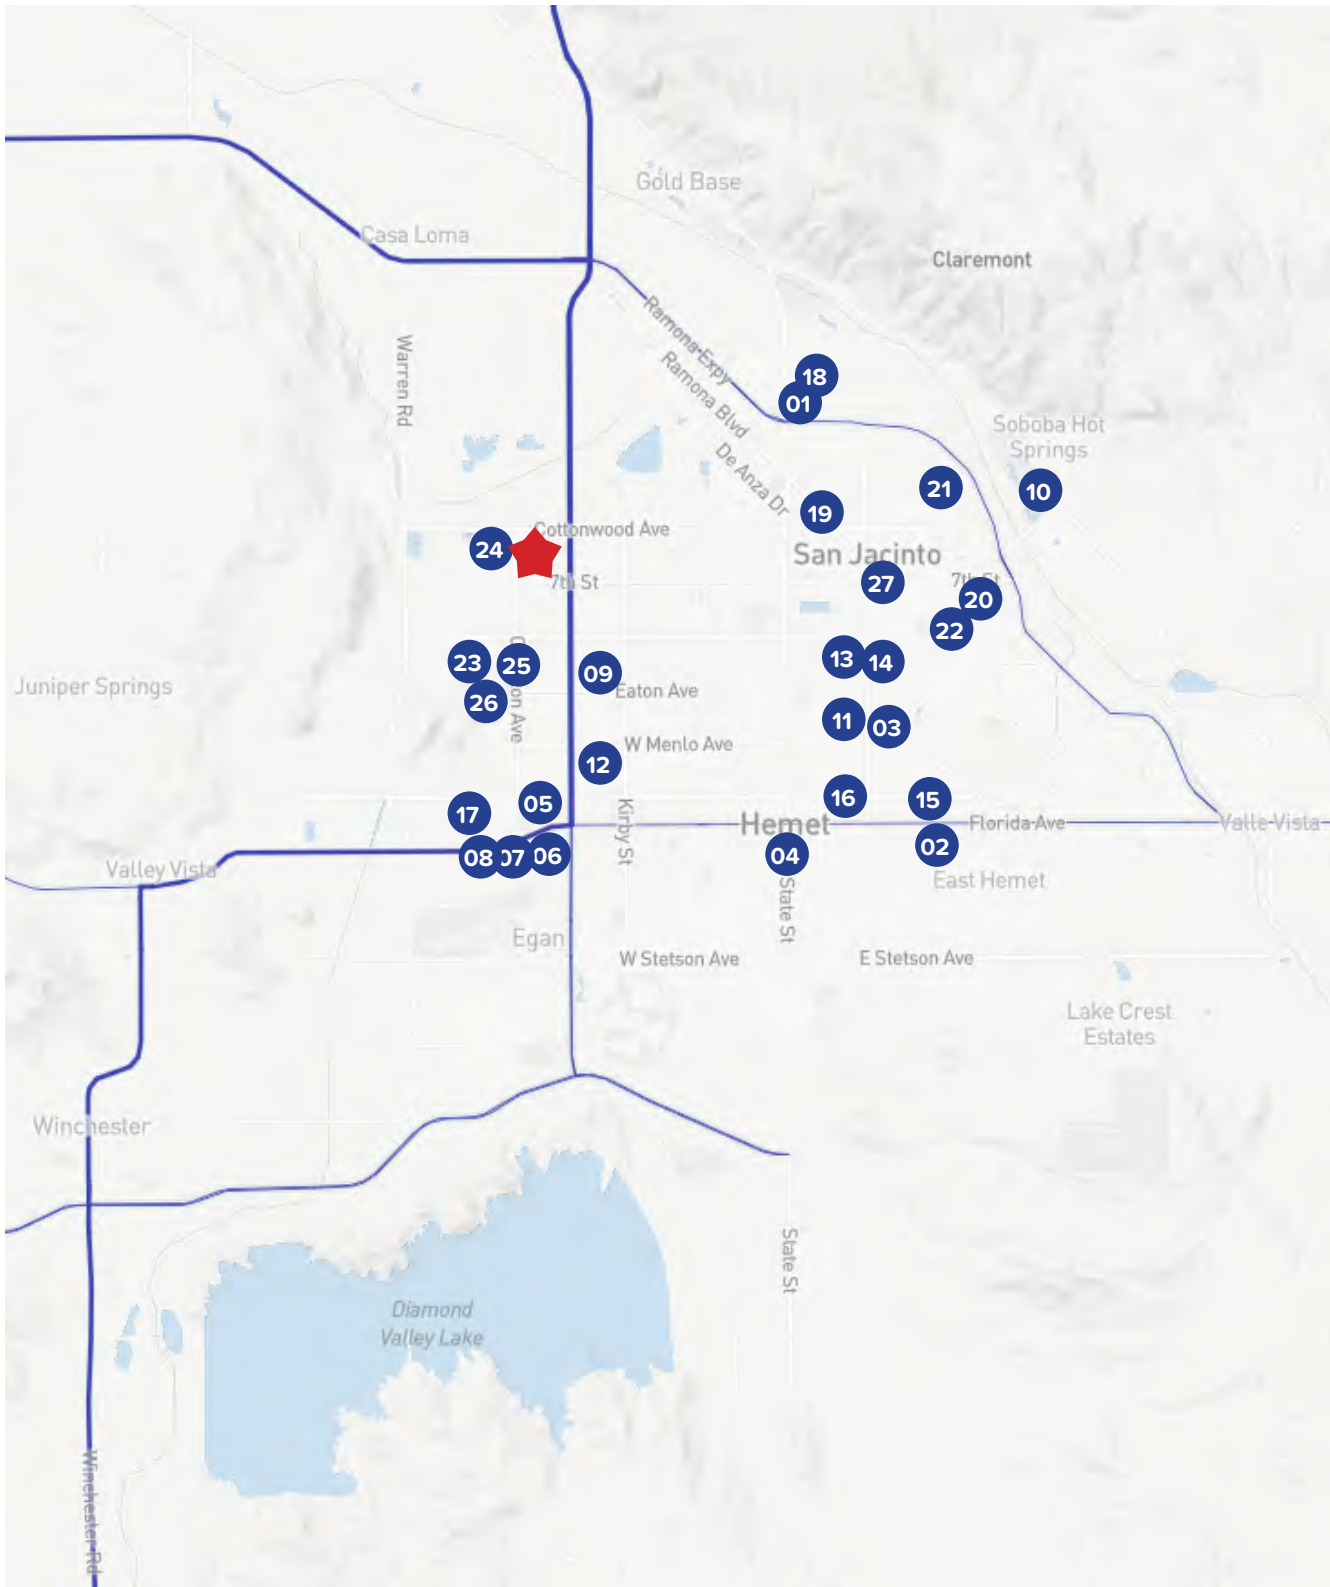 Gold Base
Casa Loma
Claremont
Ramona Expy
Warren Rd
Ramona Blvd
18
01
Soboba Hot
Springs
De Anza Dr
21
10
19
Cottonwood Ave
24
San Jacinto
7th St
27
7th St
20
22
23
25
09
13
14
Juniper Springs
Eaton Ave
26
on Ave
11
03
W Menlo Ave
12
05
16
15
17
Kirby St
Hemet
Florida Ave
Valle Vista
08
07
06
04
02
Valley Vista
East Hemet
State St
Egan
W Stetson Ave
E Stetson Ave
Lake Crest
Estates
Winchester
State St
Diamond
Valley Lake
Winchester Rd